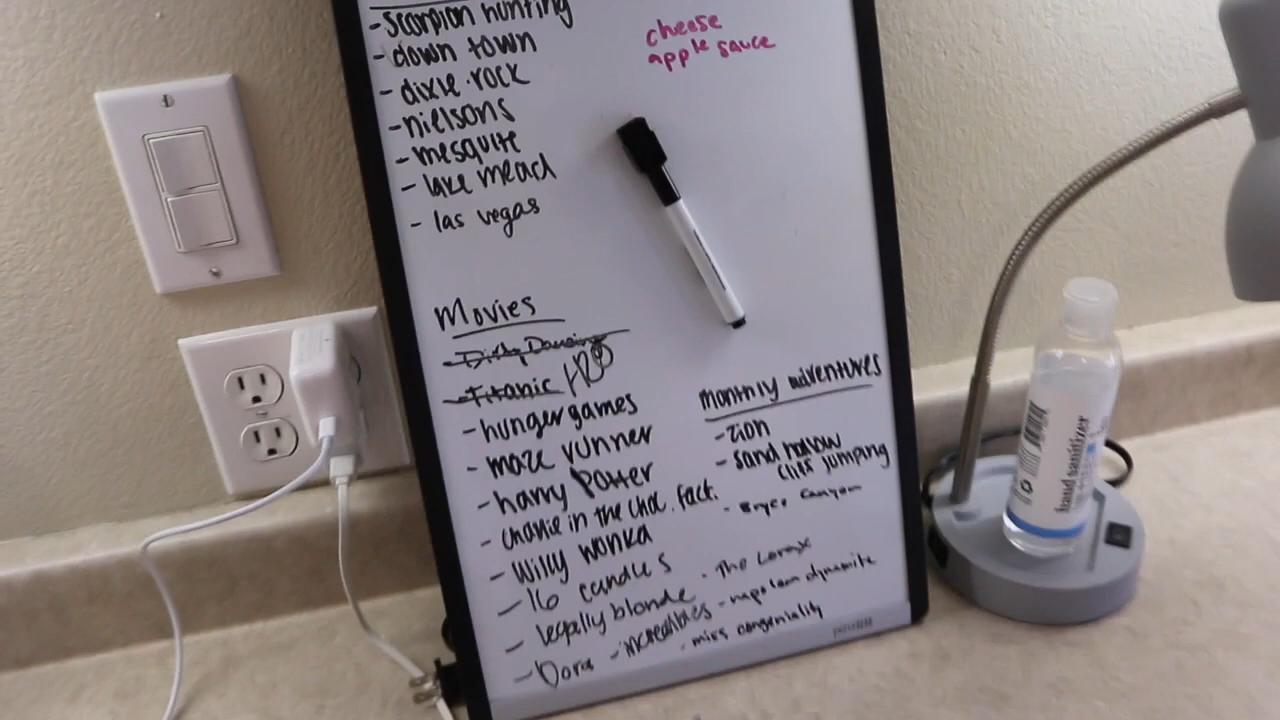 - scorpion hunting
- down town
- dixie rock
- nielsons
- mesquite
- lake mead
- las vegas
cheese
apple sauce
Movies
- Dirty Dancing
- Titanic HBO
- hunger games
- maze runner
- harry Potter
- charlie in the choc. fact.
- Willy wonka
- 16 candles
- legally blonde
- Dora
- incredibles
- The Lorax
- napoleon dynamite
- miss congeniality
Monthly adventures
- zion
- sand hollow
cliff jumping
- Bryce Canyon
hand sanitizer